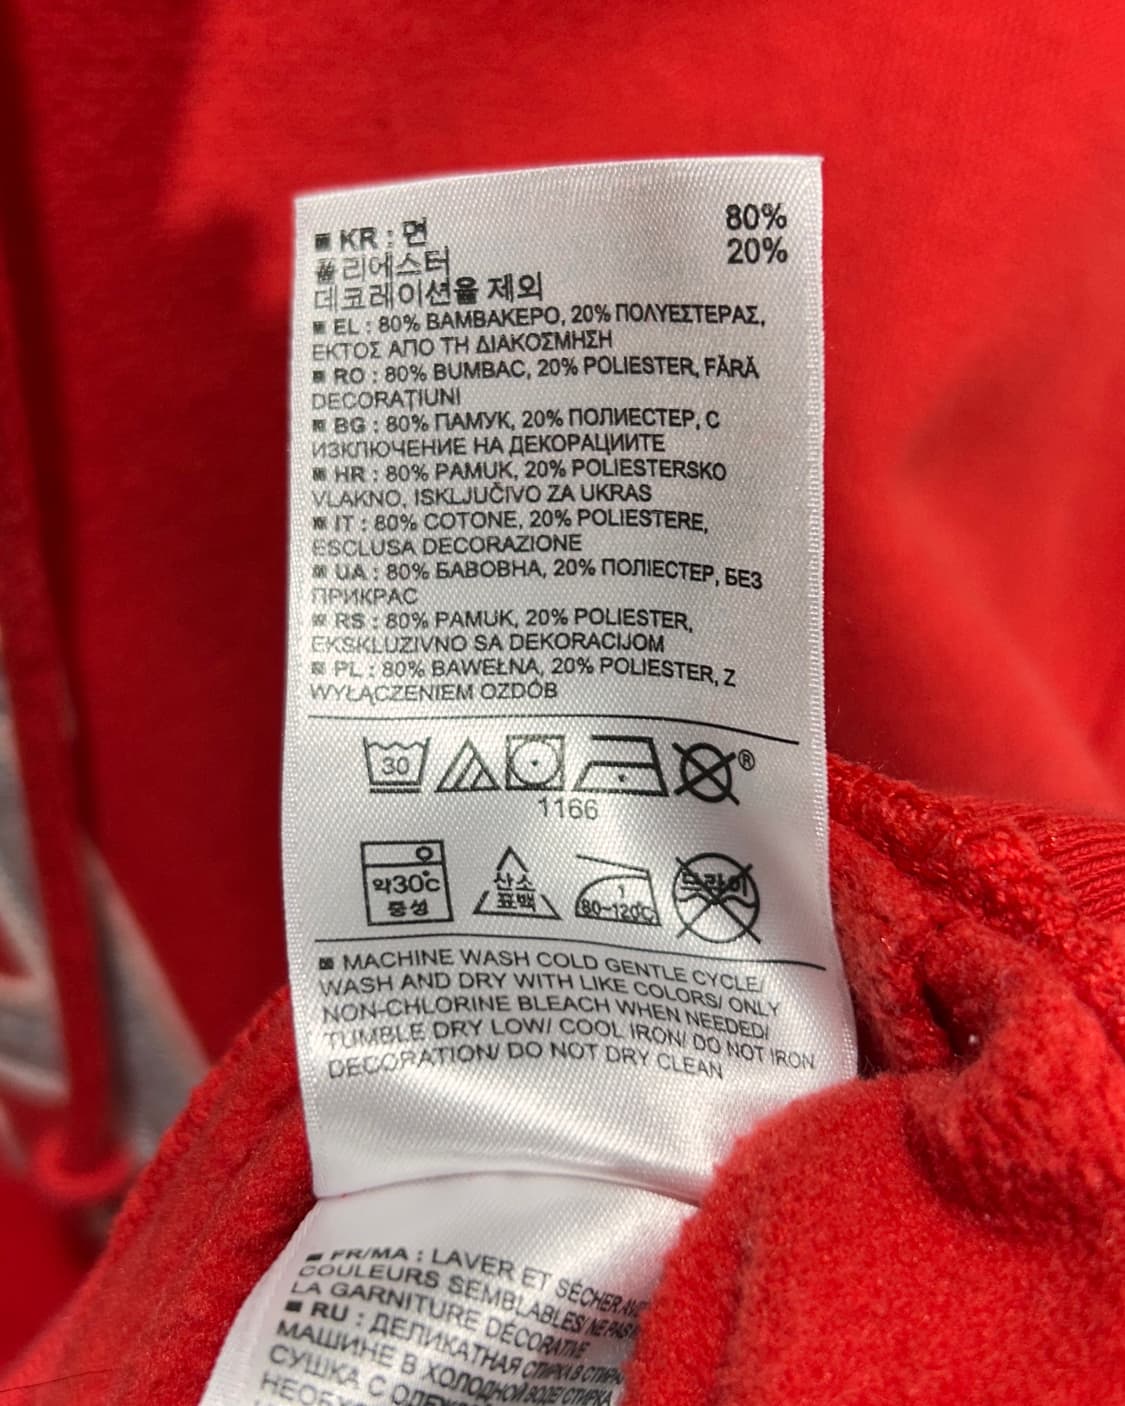 KR : 면 80%
폴리에스터 20%
데코레이션을 제외
EL : 80% ΒΑΜΒΑΚΕΡΟ, 20% ΠΟΛΥΕΣΤΕΡΑΣ,
ΕΚΤΟΣ ΑΠΟ ΤΗ ΔΙΑΚΟΣΜΗΣΗ
RO : 80% BUMBAC, 20% POLIESTER, FĂRĂ
DECORAȚIUNI
BG : 80% ПАМУК, 20% ПОЛИЕСТЕР, С
ИЗКЛЮЧЕНИЕ НА ДЕКОРАЦИИТЕ
HR : 80% PAMUK, 20% POLIESTERSKO
VLAKNO, ISKLJUČIVO ZA UKRAS
IT : 80% COTONE, 20% POLIESTERE,
ESCLUSA DECORAZIONE
UA : 80% БАВОВНА, 20% ПОЛІЕСТЕР, БЕЗ
ПРИКРАС
RS : 80% PAMUK, 20% POLIESTER,
EKSKLUZIVNO SA DEKORACIJOM
PL : 80% BAWEŁNA, 20% POLIESTER, Z
WYŁĄCZENIEM OZDÓB
30 ®
1166
약30°C 중성
산소 표백
1 80~120°C
드라이
MACHINE WASH COLD GENTLE CYCLE/
WASH AND DRY WITH LIKE COLORS/ ONLY
NON-CHLORINE BLEACH WHEN NEEDED/
TUMBLE DRY LOW/ COOL IRON/ DO NOT IRON
DECORATION/ DO NOT DRY CLEAN
FR/MA : LAVER ET SÉCHER
COULEURS SEMBLABLES/ NE PAS
LA GARNITURE DÉCORATIVE
RU : ДЕЛИКАТНАЯ СТИРКА В
МАШИНЕ В ХОЛОДНОЙ ВОДЕ/ СТИРКА
СУШКА С